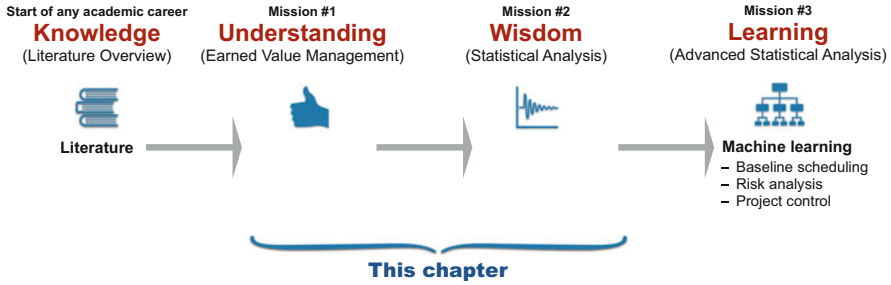 Start of any academic career
Knowledge
(Literature Overview)
Literature
Mission #1
Understanding
(Earned Value Management)
Mission #2
Wisdom
(Statistical Analysis)
Mission #3
Learning
(Advanced Statistical Analysis)
Machine learning
– Baseline scheduling
– Risk analysis
– Project control
This chapter